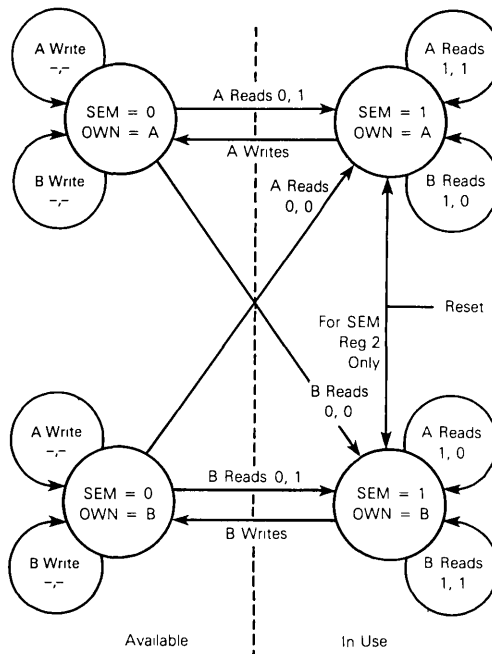 A Write
-,-
SEM = 0
OWN = A
B Write
-,-
A Reads 0, 1
A Writes
SEM = 1
OWN = A
A Reads
1, 1
B Reads
1, 0
A Reads
0, 0
For SEM
Reg 2
Only
Reset
B Reads
0, 0
A Write
-,-
SEM = 0
OWN = B
B Write
-,-
B Reads 0, 1
B Writes
SEM = 1
OWN = B
A Reads
1, 0
B Reads
1, 1
Available
In Use